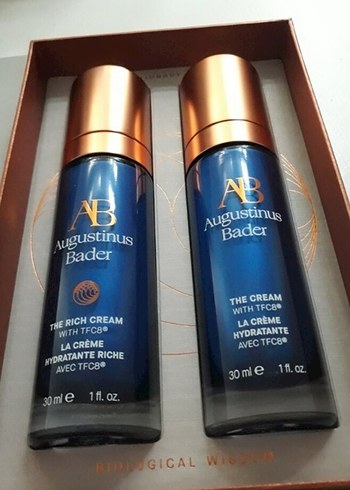 AB
Augustinus
Bader
THE RICH CREAM
WITH TFC8®
LA CRÈME
HYDRATANTE RICHE
AVEC TFC8®
30 ml e 1 fl. oz.
AB
Augustinus
Bader
THE CREAM
WITH TFC8®
LA CRÈME
HYDRATANTE
AVEC TFC8®
30 ml e 1 fl. oz.
BIOLOGICAL WISDOM